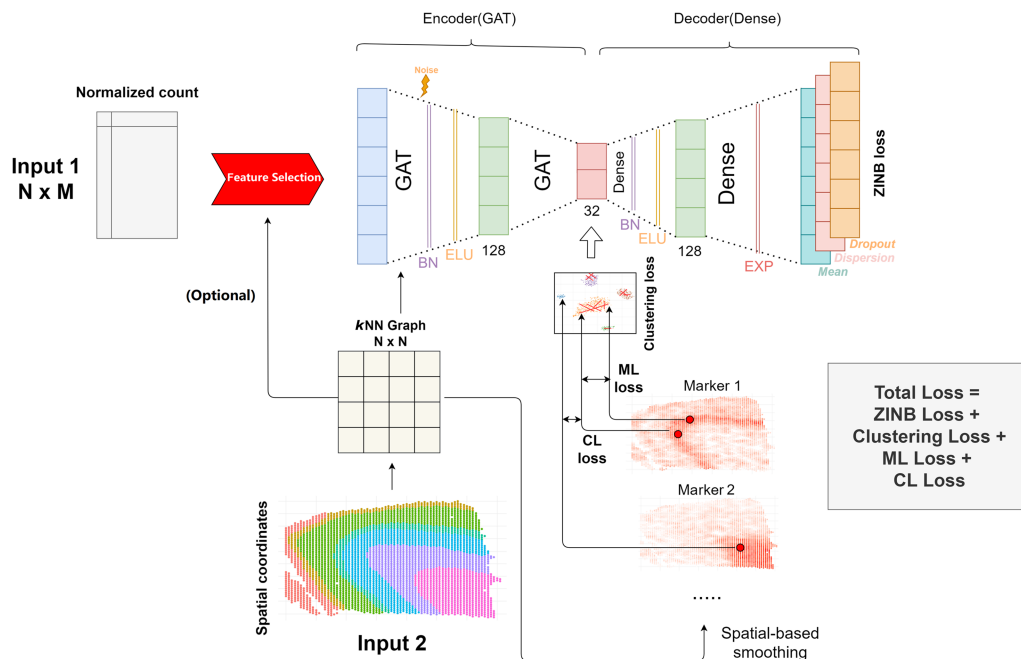 Encoder(GAT)
Decoder(Dense)
Normalized count
Input 1
N x M
Feature Selection
(Optional)
Noise
GAT
BN
ELU
128
GAT
32
Dense
BN
ELU
128
Dense
EXP
ZINB loss
Dropout
Dispersion
Mean
kNN Graph
N x N
Clustering loss
ML
loss
CL
loss
Marker 1
Marker 2
.....
Spatial-based
smoothing
Spatial coordinates
Input 2
Total Loss =
ZINB Loss +
Clustering Loss +
ML Loss +
CL Loss